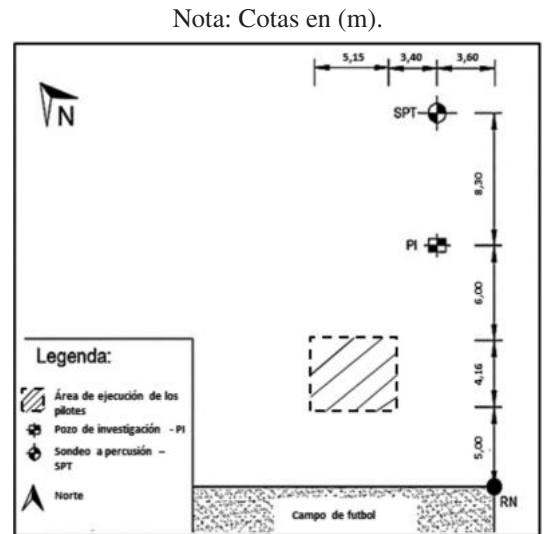 Nota: Cotas en (m).
5,15 3,40 3,60
N
SPT
8,30
PI
6,00
Legenda:
4,16
Área de ejecución de los
pilotes
Pozo de investigación - PI
Sondeo a percusión –
SPT
5,00
Norte
RN
Campo de futbol